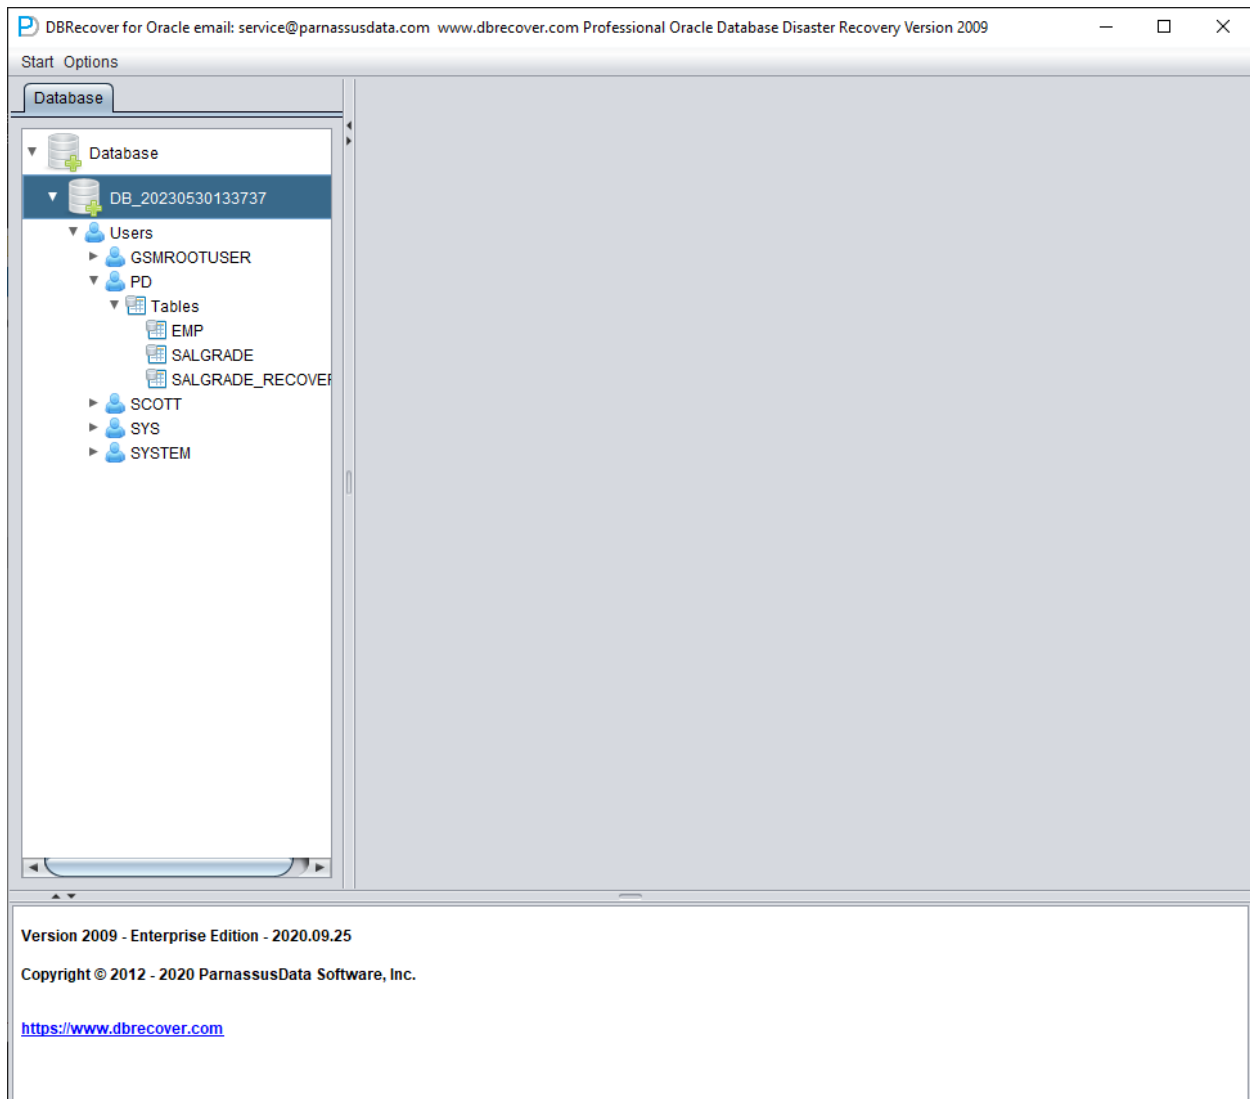 DBRecover for Oracle email: service@parnassusdata.com www.dbrecover.com Professional Oracle Database Disaster Recovery Version 2009
Start Options
Database
Database
DB_20230530133737
Users
GSMROOTUSER
PD
Tables
EMP
SALGRADE
SALGRADE_RECOVE
SCOTT
SYS
SYSTEM
Version 2009 - Enterprise Edition - 2020.09.25
Copyright © 2012 - 2020 ParnassusData Software, Inc.
https://www.dbrecover.com